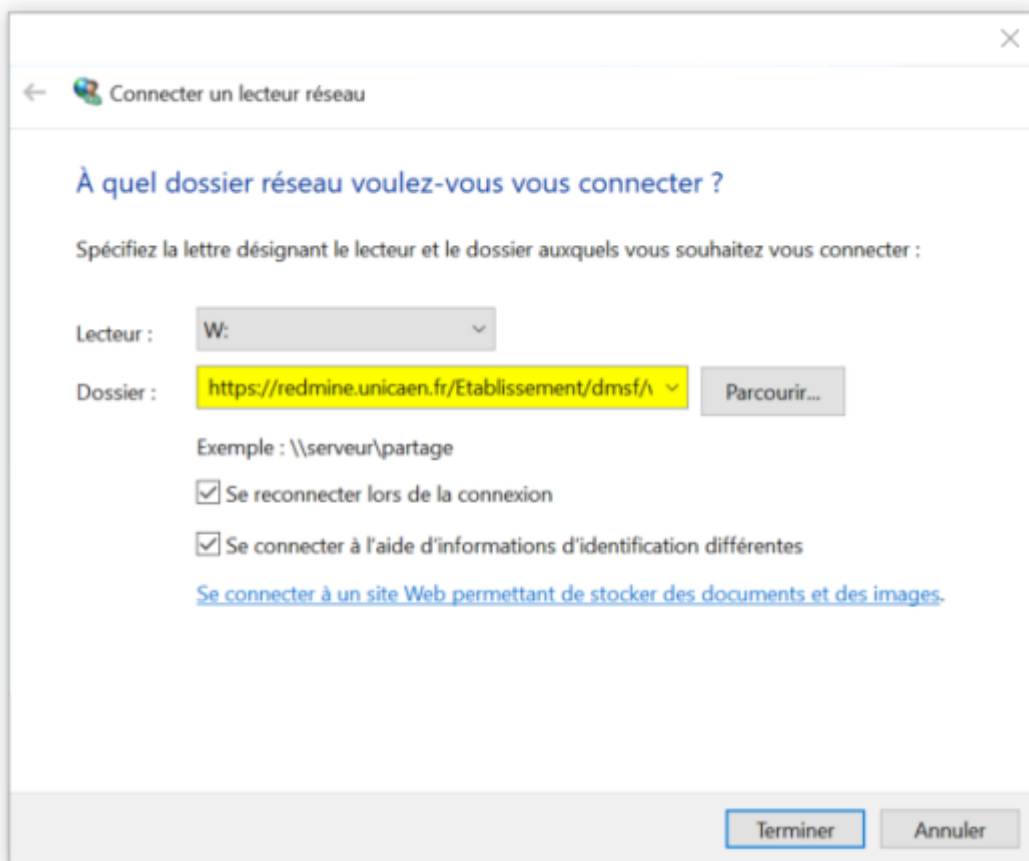 Connecter un lecteur réseau
À quel dossier réseau voulez-vous vous connecter ?
Spécifiez la lettre désignant le lecteur et le dossier auxquels vous souhaitez vous connecter :
Lecteur : W:
Dossier : https://redmine.unicaen.fr/Etablissement/dmsf/\ Parcourir...
Exemple : \\serveur\partage
Se reconnecter lors de la connexion
Se connecter à l'aide d'informations d'identification différentes
Se connecter à un site Web permettant de stocker des documents et des images.
Terminer Annuler